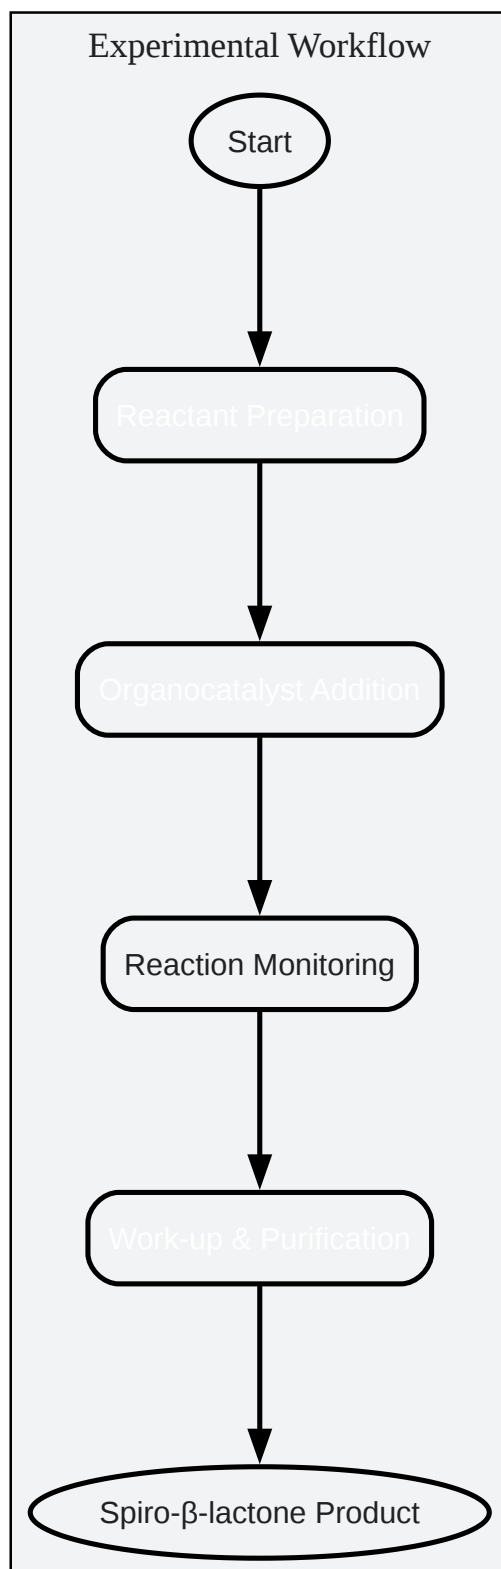 Experimental Workflow
Start
Reactant Preparation
Organocatalyst Addition
Reaction Monitoring
Work-up & Purification
Spiro-β-lactone Product